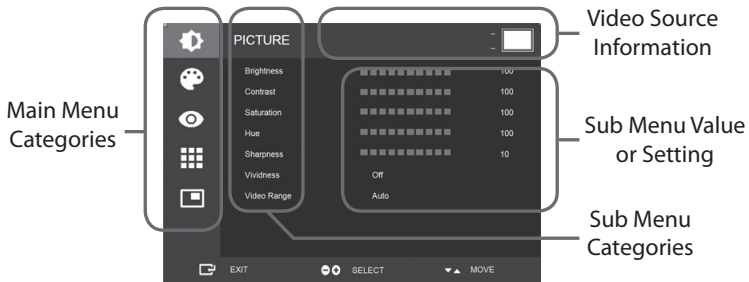 Video Source
Information
PICTURE
Brightness 100
Contrast 100
Saturation 100
Hue 100
Sharpness 10
Vividness Off
Video Range Auto
Main Menu
Categories
Sub Menu Value
or Setting
Sub Menu
Categories
EXIT SELECT MOVE